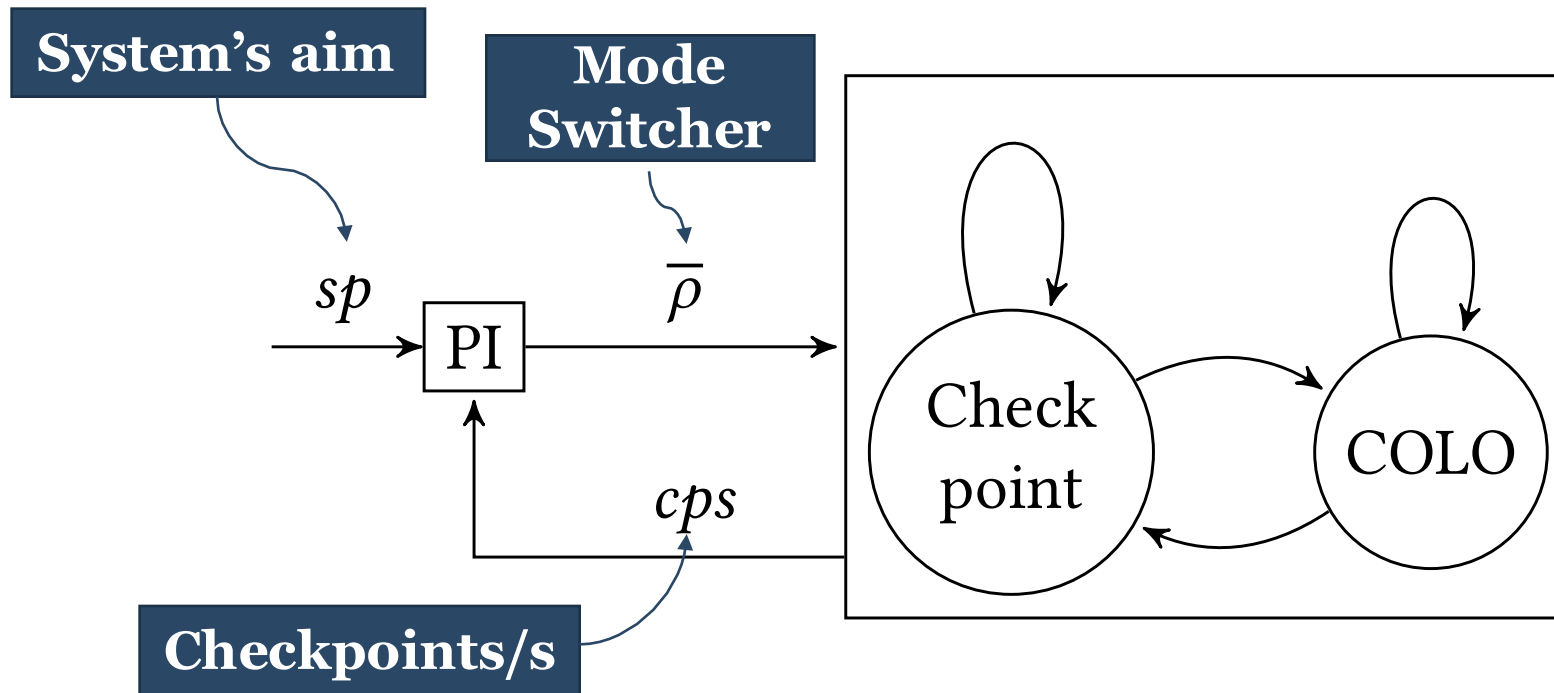 System's aim
Mode
Switcher
sp
ρ̅
PI
Check
point
COLO
cps
Checkpoints/s